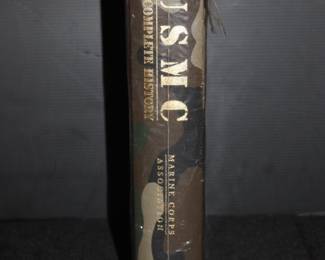 USMC
COMPLETE HISTORY
MARINE CORPS
ASSOCIATION